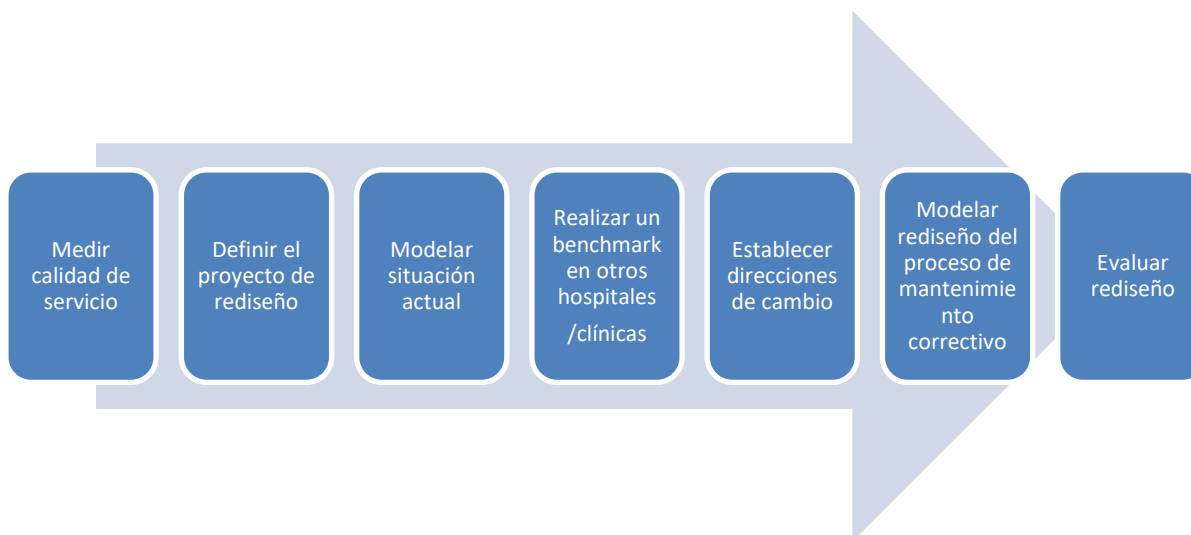 Medir
calidad de
servicio
Definir el
proyecto de
rediseño
Modelar
situación
actual
Realizar un
benchmark
en otros
hospitales
/clínicas
Establecer
direcciones
de cambio
Modelar
rediseño del
proceso de
mantenimie
nto
correctivo
Evaluar
rediseño